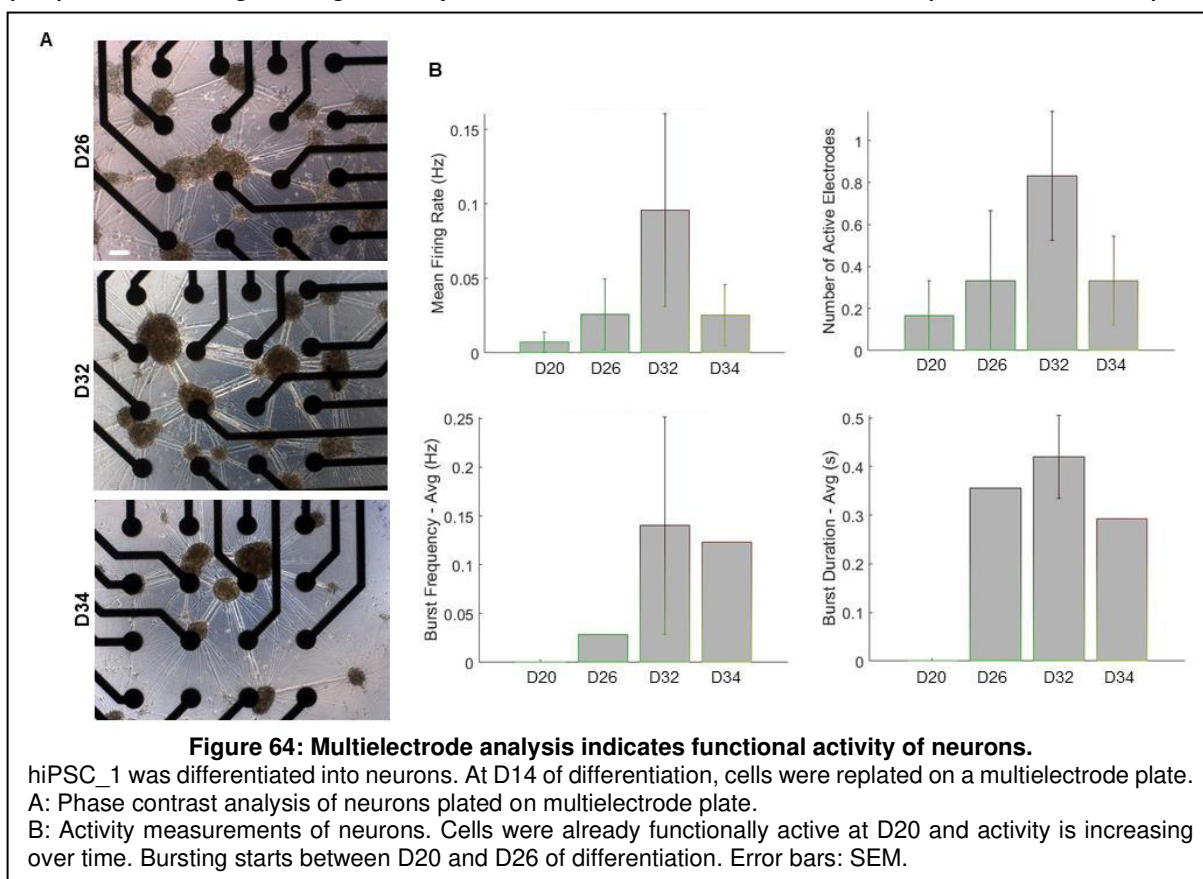 A
B
D26
D32
D34
Mean Firing Rate (Hz)
0.15
0.1
0.05
0
D20 D26 D32 D34
Number of Active Electrodes
1
0.8
0.6
0.4
0.2
0
D20 D26 D32 D34
Burst Frequency - Avg (Hz)
0.25
0.2
0.15
0.1
0.05
0
D20 D26 D32 D34
Burst Duration - Avg (s)
0.5
0.4
0.3
0.2
0.1
0
D20 D26 D32 D34
Figure 64: Multielectrode analysis indicates functional activity of neurons.
hiPSC_1 was differentiated into neurons. At D14 of differentiation, cells were replated on a multielectrode plate.
A: Phase contrast analysis of neurons plated on multielectrode plate.
B: Activity measurements of neurons. Cells were already functionally active at D20 and activity is increasing
over time. Bursting starts between D20 and D26 of differentiation. Error bars: SEM.